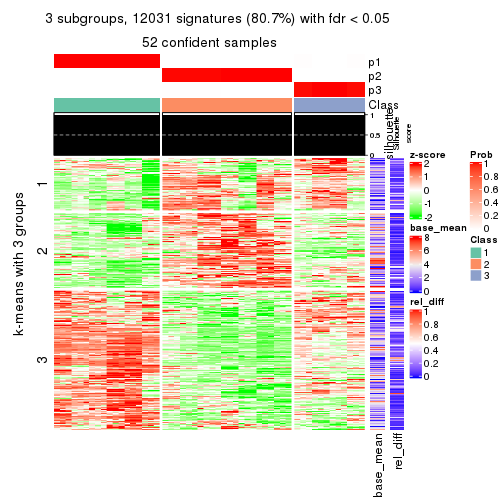 3 subgroups, 12031 signatures (80.7%) with fdr < 0.05
52 confident samples
p1
p2
p3
Class
1
0.5
0
silhouette
Silhouette
score
k-means with 3 groups
1
2
3
base_mean
rel_diff
z-score
2
1
0
-1
-2
base_mean
8
6
4
2
0
rel_diff
1
0.8
0.6
0.4
0.2
0
Prob
1
0.8
0.6
0.4
0.2
0
Class
1
2
3